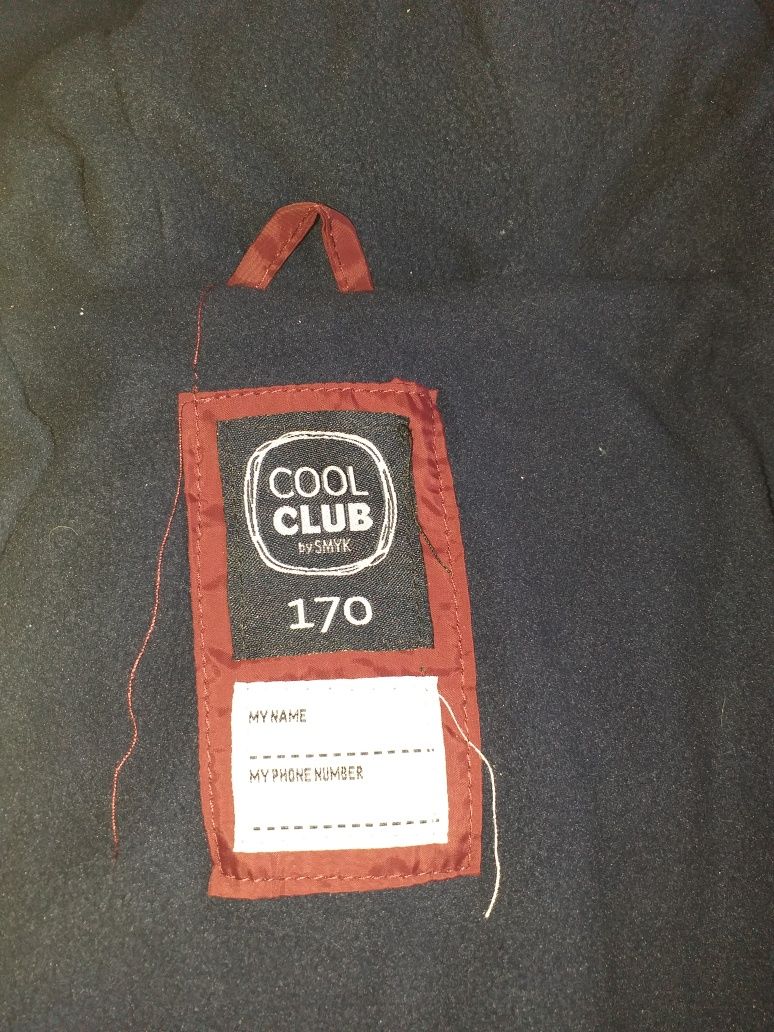 COOL
CLUB
by SMYK
170
MY NAME
MY PHONE NUMBER